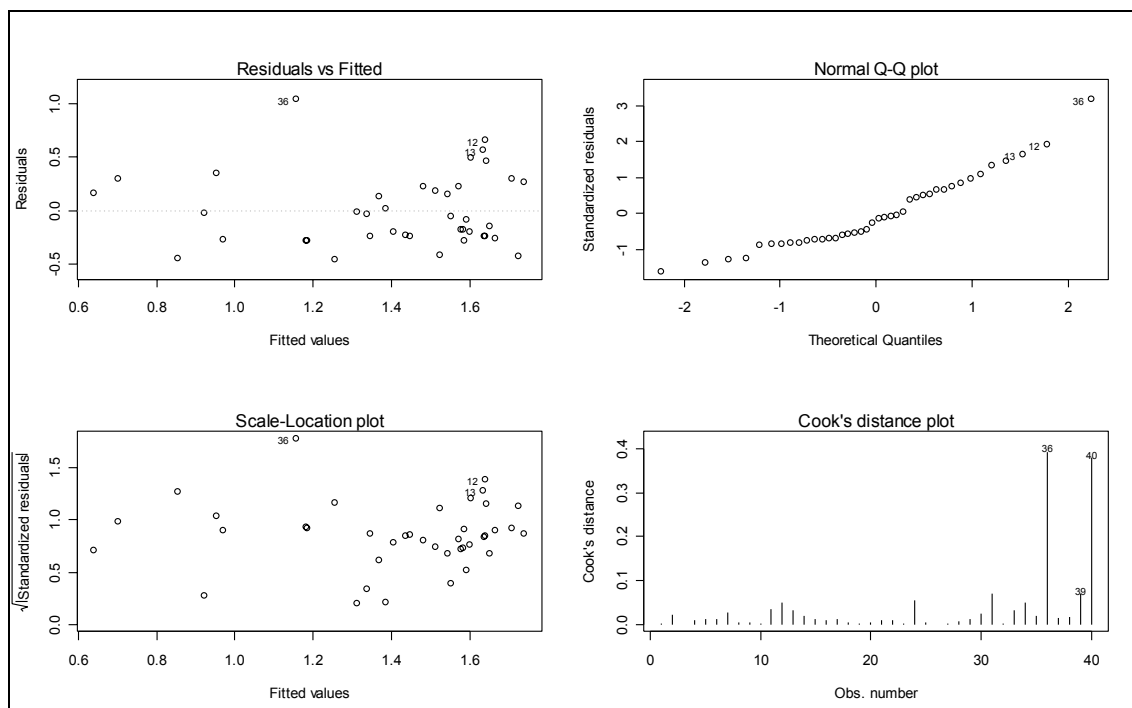 Residuals vs Fitted
Residuals
1.0
0.5
0.0
-0.5
36
12
13
0.6 0.8 1.0 1.2 1.4 1.6
Fitted values
Normal Q-Q plot
Standardized residuals
3
2
1
0
-1
36
12
13
-2 -1 0 1 2
Theoretical Quantiles
Scale-Location plot
√|Standardized residuals|
1.5
1.0
0.5
0.0
36
12
13
0.6 0.8 1.0 1.2 1.4 1.6
Fitted values
Cook's distance plot
Cook's distance
0.4
0.3
0.2
0.1
0.0
36
40
39
0 10 20 30 40
Obs. number